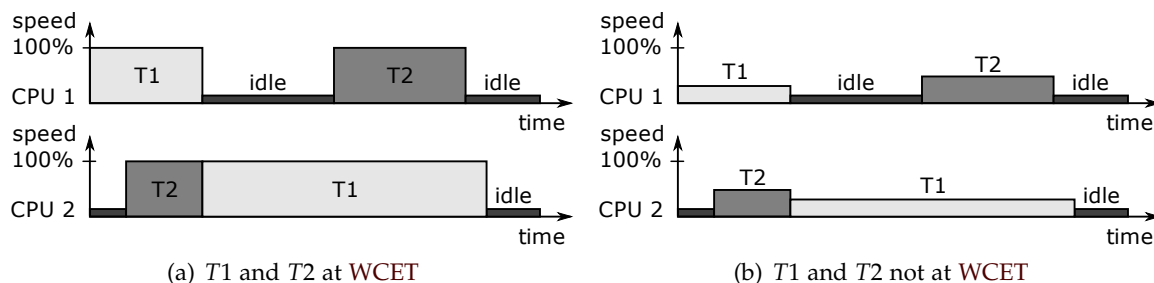 speed
100%
T1
idle
T2
idle
CPU 1
time
speed
100%
T2
T1
idle
CPU 2
time
(a) T1 and T2 at WCET
speed
100%
T1
idle
T2
idle
CPU 1
time
speed
100%
T2
T1
idle
CPU 2
time
(b) T1 and T2 not at WCET